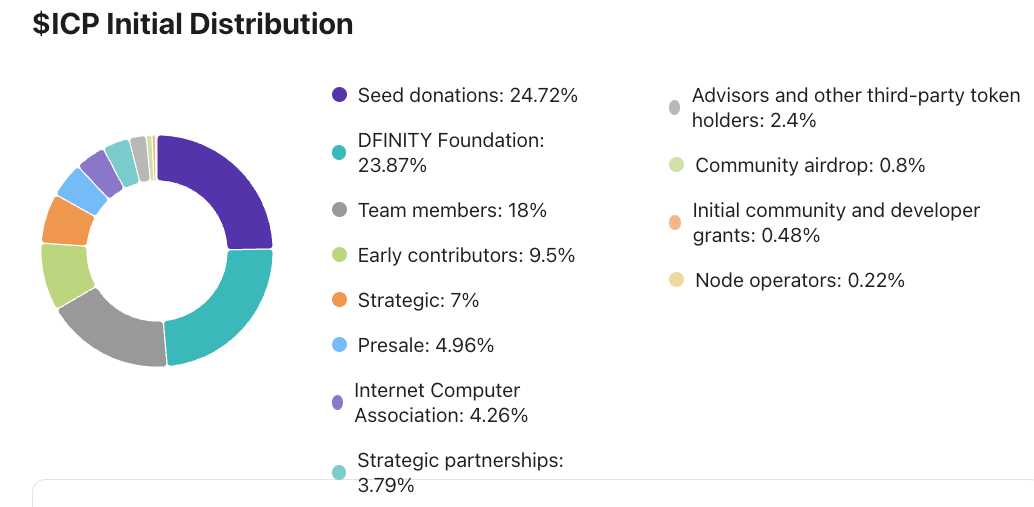 $ICP Initial Distribution
Seed donations: 24.72%
DFINITY Foundation:
23.87%
Team members: 18%
Early contributors: 9.5%
Strategic: 7%
Presale: 4.96%
Internet Computer
Association: 4.26%
Strategic partnerships:
3.79%
Advisors and other third-party token
holders: 2.4%
Community airdrop: 0.8%
Initial community and developer
grants: 0.48%
Node operators: 0.22%